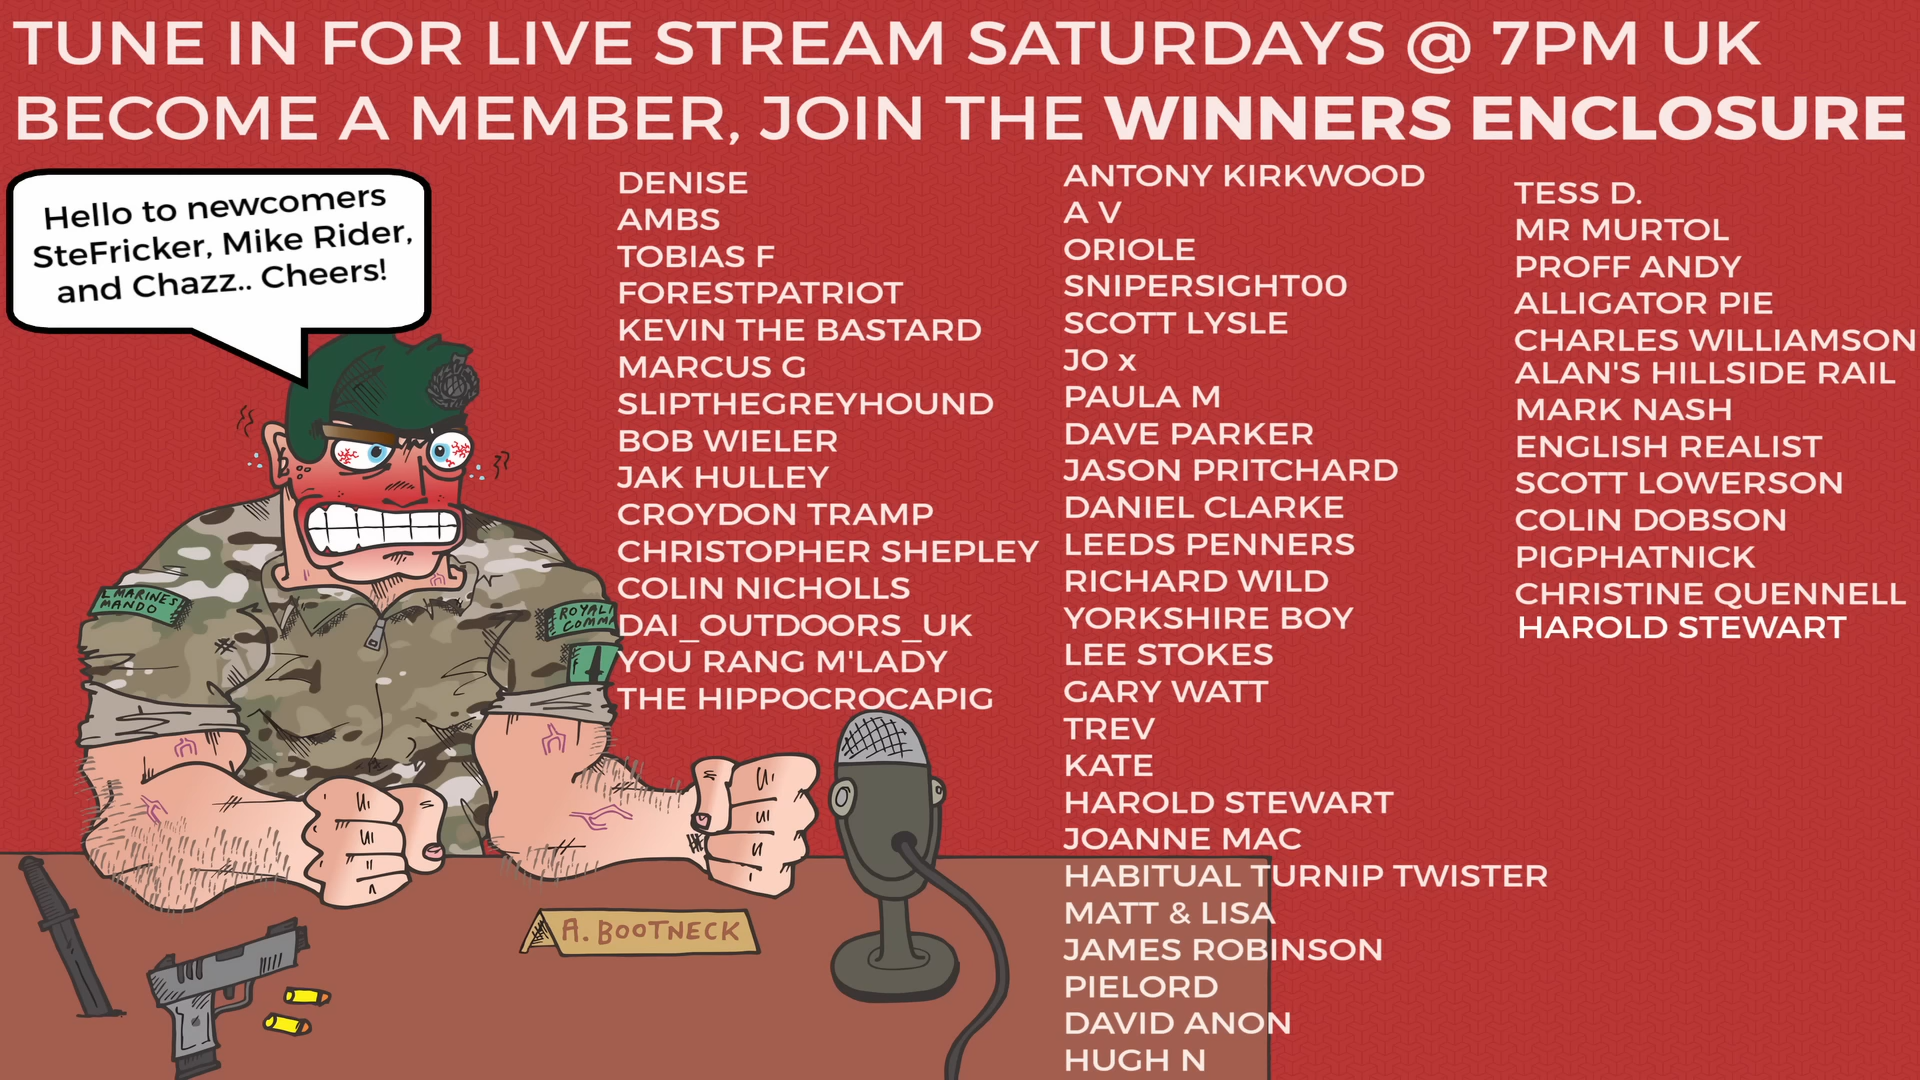 TUNE IN FOR LIVE STREAM SATURDAYS @ 7PM UK
BECOME A MEMBER, JOIN THE WINNERS ENCLOSURE
Hello to newcomers
SteFricker, Mike Rider,
and Chazz.. Cheers!
DENISE
AMBS
TOBIAS F
FORESTPATRIOT
KEVIN THE BASTARD
MARCUS G
SLIPTHEGREYHOUND
BOB WIELER
JAK HULLEY
CROYDON TRAMP
CHRISTOPHER SHEPLEY
COLIN NICHOLLS
DAI_OUTDOORS_UK
YOU RANG M'LADY
THE HIPPOCROCAPIG
ANTONY KIRKWOOD
A V
ORIOLE
SNIPERSIGHT00
SCOTT LYSLE
JO x
PAULA M
DAVE PARKER
JASON PRITCHARD
DANIEL CLARKE
LEEDS PENNERS
RICHARD WILD
YORKSHIRE BOY
LEE STOKES
GARY WATT
TREV
KATE
HAROLD STEWART
JOANNE MAC
HABITUAL TURNIP TWISTER
MATT & LISA
JAMES ROBINSON
PIELORD
DAVID ANON
HUGH N
TESS D.
MR MURTOL
PROFF ANDY
ALLIGATOR PIE
CHARLES WILLIAMSON
ALAN'S HILLSIDE RAIL
MARK NASH
ENGLISH REALIST
SCOTT LOWERSON
COLIN DOBSON
PIGPHATNICK
CHRISTINE QUENNELL
HAROLD STEWART
L MARINES
MANDO
ROYAL
COMMA
A. BOOTNECK